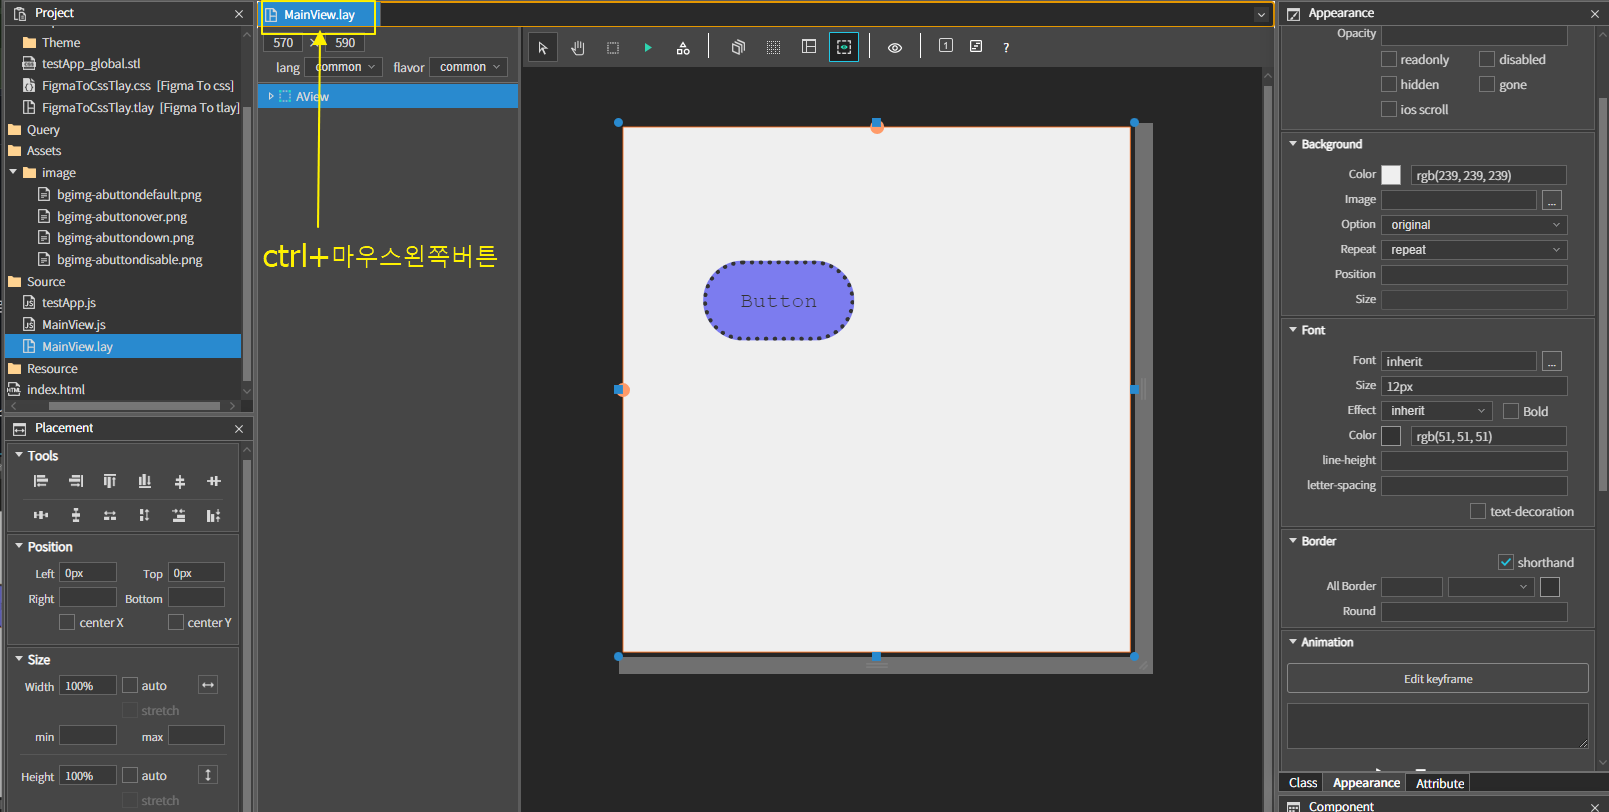 Project
Theme
testApp_global.stl
FigmaToCssTlay.css [Figma To css]
FigmaToCssTlay.tlay [Figma To tlay]
Query
Assets
image
bgimg-abuttondefault.png
bgimg-abuttonover.png
bgimg-abuttondown.png
bgimg-abuttondisable.png
Source
testApp.js
MainView.js
MainView.lay
Resource
index.html
Placement
Tools
Position
Left 0px Top 0px
Right Bottom
center X center Y
Size
Width 100% auto
stretch
min max
Height 100% auto
stretch
MainView.lay
570 × 590
lang common flavor common
AView
ctrl+마우스왼쪽버튼
1 ?
Button
Appearance
Opacity
readonly disabled
hidden gone
ios scroll
Background
Color rgb(239, 239, 239)
Image ...
Option original
Repeat repeat
Position
Size
Font
Font inherit ...
Size 12px
Effect inherit Bold
Color rgb(51, 51, 51)
line-height
letter-spacing
text-decoration
Border
shorthand
All Border
Round
Animation
Edit keyframe
Class Appearance Attribute
Component